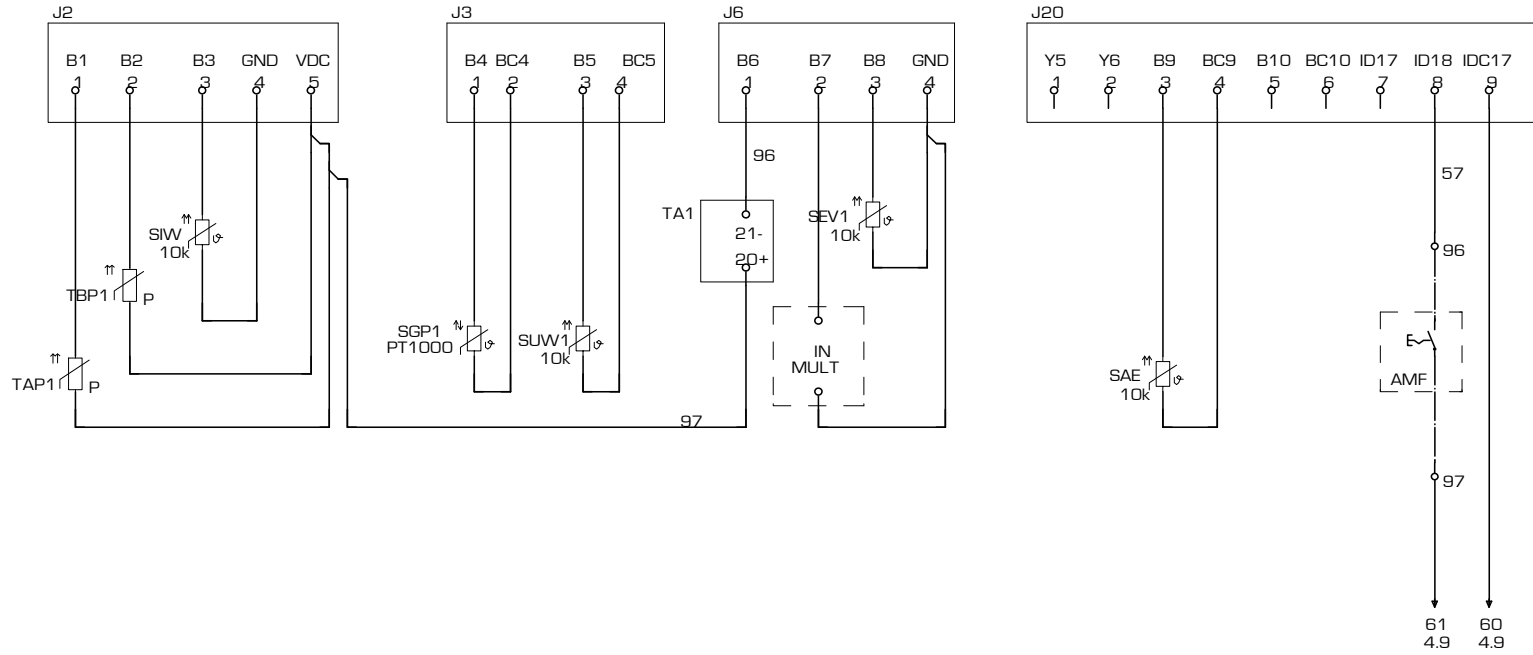 J2
J3
J6
J20
B1 B2 B3 GND VDC
1 2 3 4 5
B4 BC4 B5 BC5
1 2 3 4
B6 B7 B8 GND
1 2 3 4
Y5 Y6 B9 BC9 B10 BC10 ID17 ID18 IDC17
1 2 3 4 5 6 7 8 9
96
57
TA1
21-
20+
SEV1
10k
SIW
10k
96
TBP1
P
SGP1
PT1000
SUW1
10k
IN
MULT
TAP1
P
SAE
10k
AMF
97
97
61
4.9
60
4.9